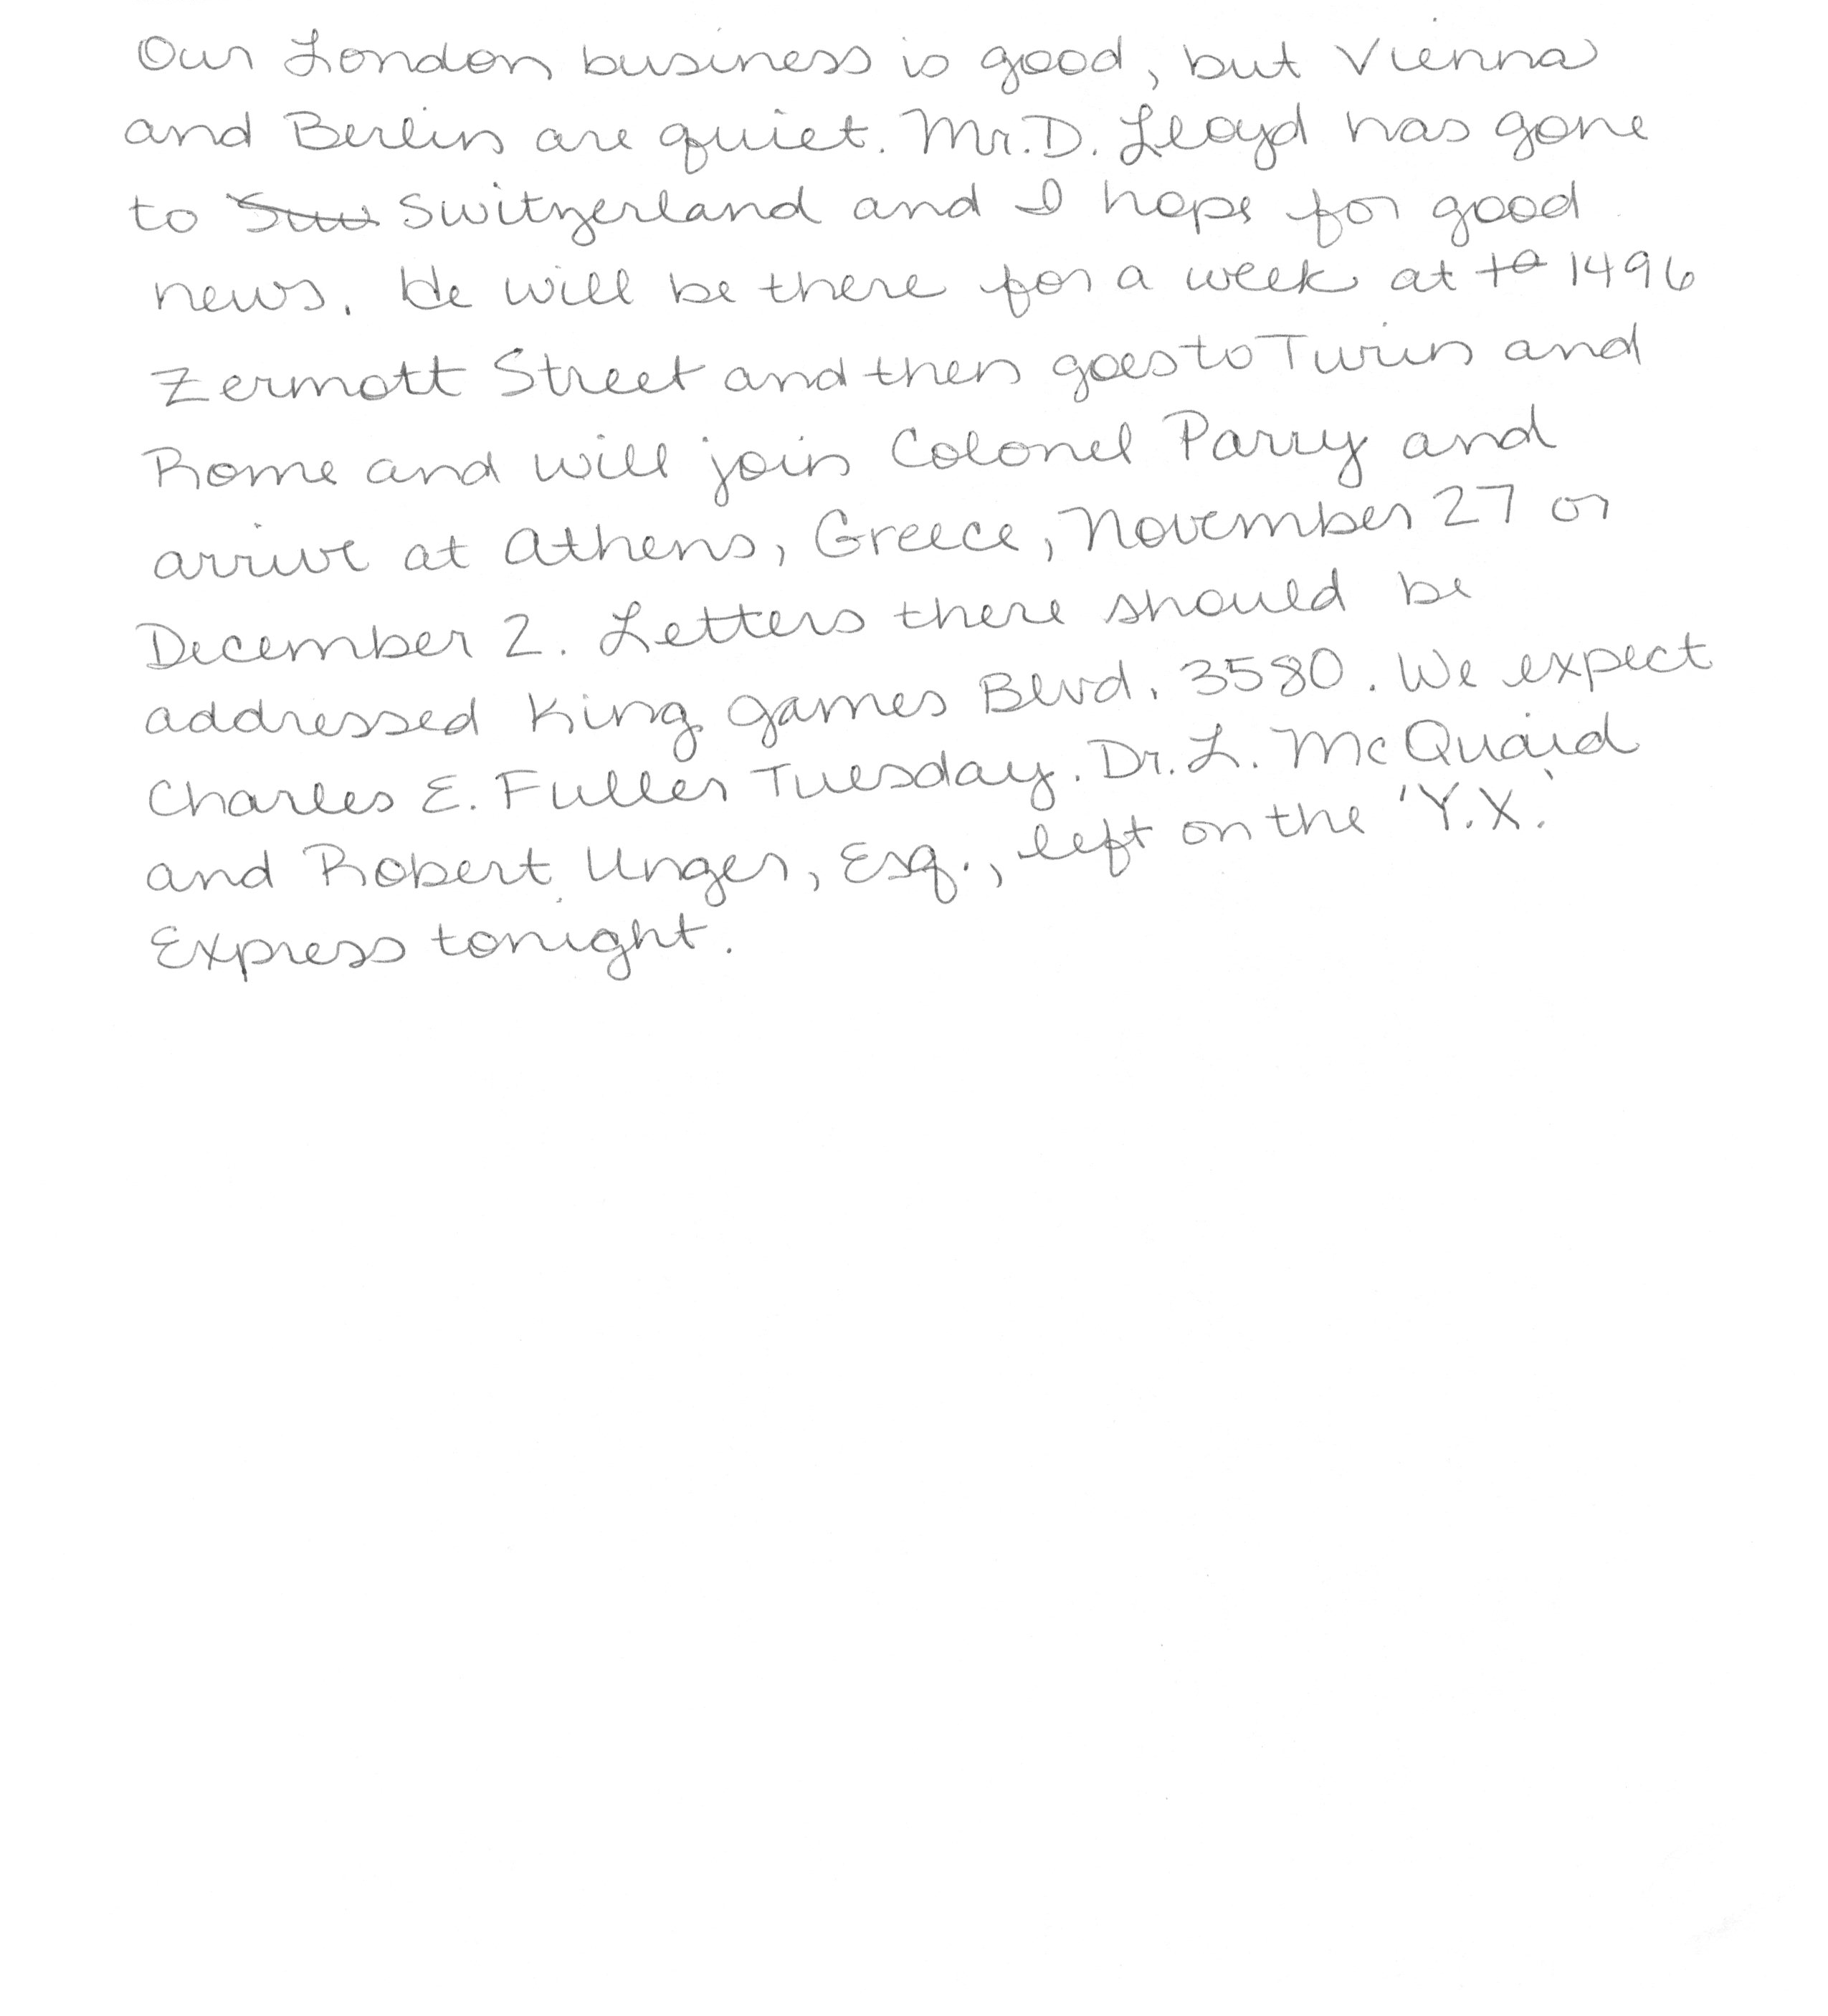 Our London business is good, but Vienna
and Berlin are quiet. Mr. D. Lloyd has gone
to Switzerland and I hope for good
news. He will be there for a week at to 1496
Zermott Street and then goes to Turin and
Rome and will join Colonel Parry and
arrive at Athens, Greece, November 27 or
December 2. Letters there should be
addressed King James Blvd. 3580. We expect
Charles E. Fuller Tuesday. Dr. L. McQuaid
and Robert Unger, Esq., left on the 'Y.X.'
Express tonight.